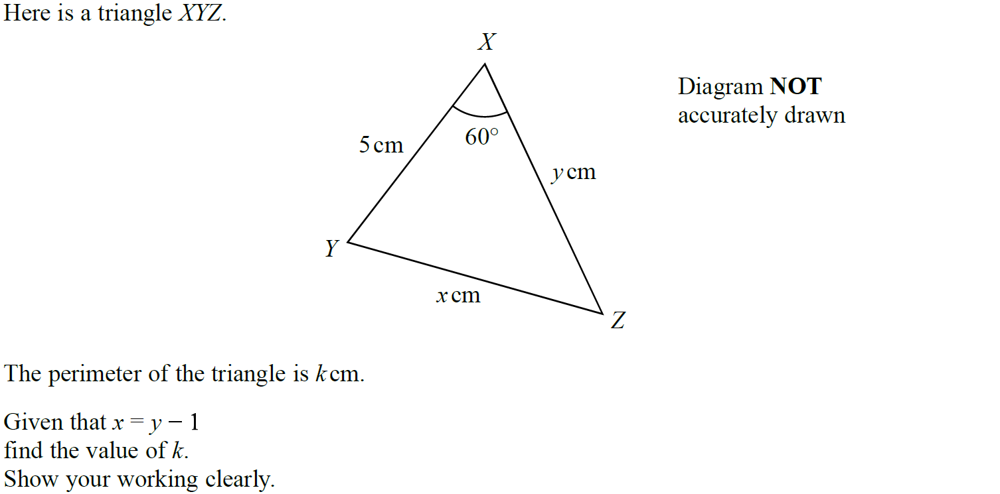 Here is a triangle XYZ.
X
Diagram NOT
accurately drawn
60°
5 cm
y cm
Y
x cm
Z
The perimeter of the triangle is k cm.
Given that x = y − 1
find the value of k.
Show your working clearly.